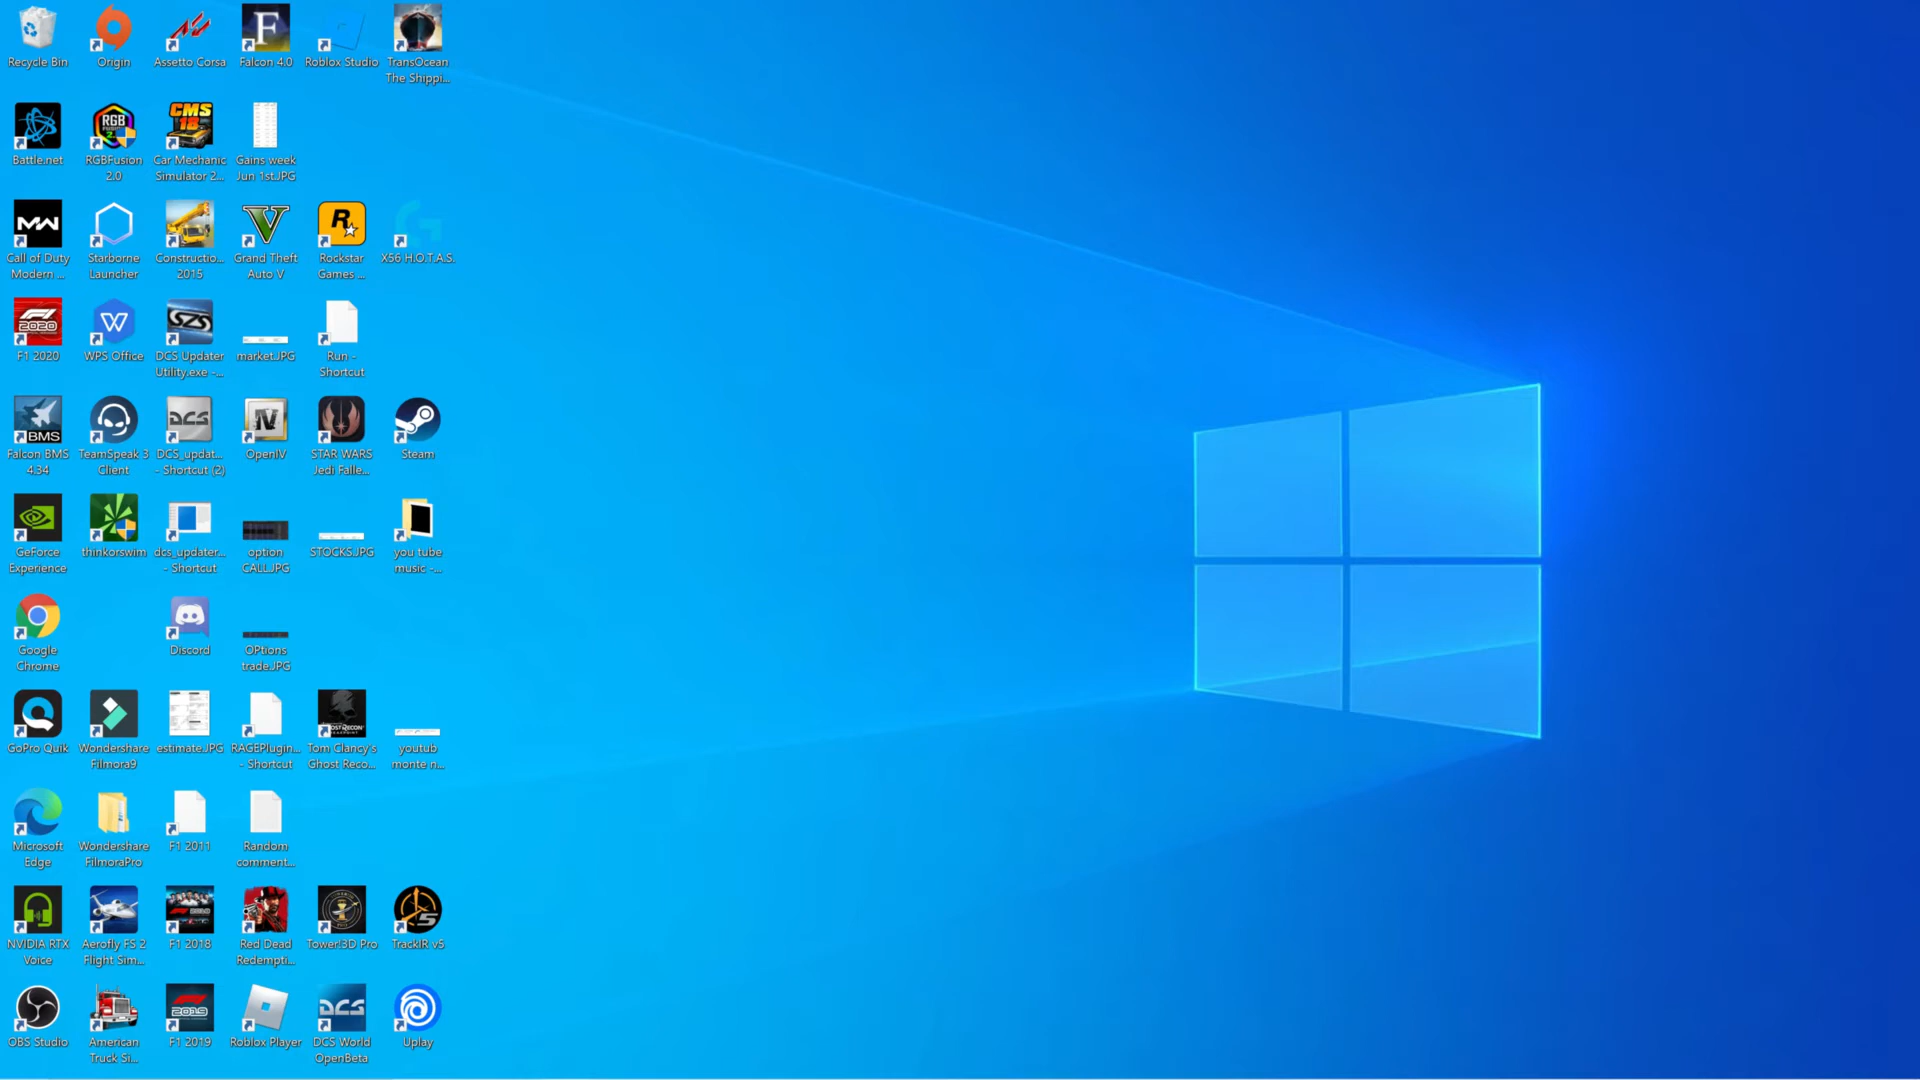 Recycle Bin
Origin
Assetto Corsa
Falcon 4.0
Roblox Studio
TransOcean
The Shippi...
Battle.net
RGBFusion
2.0
Car Mechanic
Simulator 2...
Gains week
Jun 1st.JPG
Call of Duty
Modern ...
Starborne
Launcher
Constructio...
2015
Grand Theft
Auto V
Rockstar
Games ...
X56 H.O.T.A.S.
F1 2020
WPS Office
DCS Updater
Utility.exe -...
market.JPG
Run -
Shortcut
Falcon BMS
4.34
TeamSpeak 3
Client
DCS_updat...
- Shortcut (2)
OpenIV
STAR WARS
Jedi Falle...
Steam
GeForce
Experience
thinkorswim
dcs_updater...
- Shortcut
option
CALL.JPG
STOCKS.JPG
you tube
music -...
Google
Chrome
Discord
OPtions
trade.JPG
GoPro Quik
Wondershare
Filmora9
estimate.JPG
RAGEPlugin...
- Shortcut
Tom Clancy's
Ghost Reco...
youtub
monte n...
Microsoft
Edge
Wondershare
FilmoraPro
F1 2011
Random
comment...
NVIDIA RTX
Voice
Aerofly FS 2
Flight Sim...
F1 2018
Red Dead
Redempti...
Tower!3D Pro
TrackIR v5
OBS Studio
American
Truck Si...
F1 2019
Roblox Player
DCS World
OpenBeta
Uplay